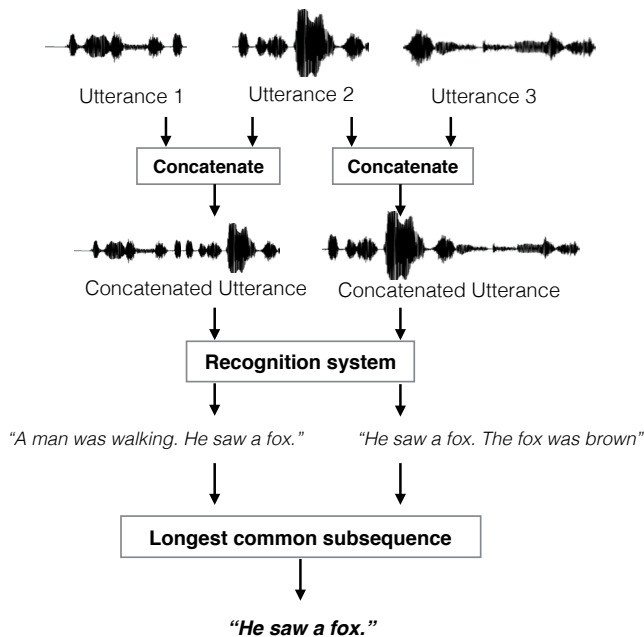 Utterance 1 Utterance 2 Utterance 3
Concatenate Concatenate
Concatenated Utterance Concatenated Utterance
Recognition system
“A man was walking. He saw a fox.” “He saw a fox. The fox was brown”
Longest common subsequence
“He saw a fox.”